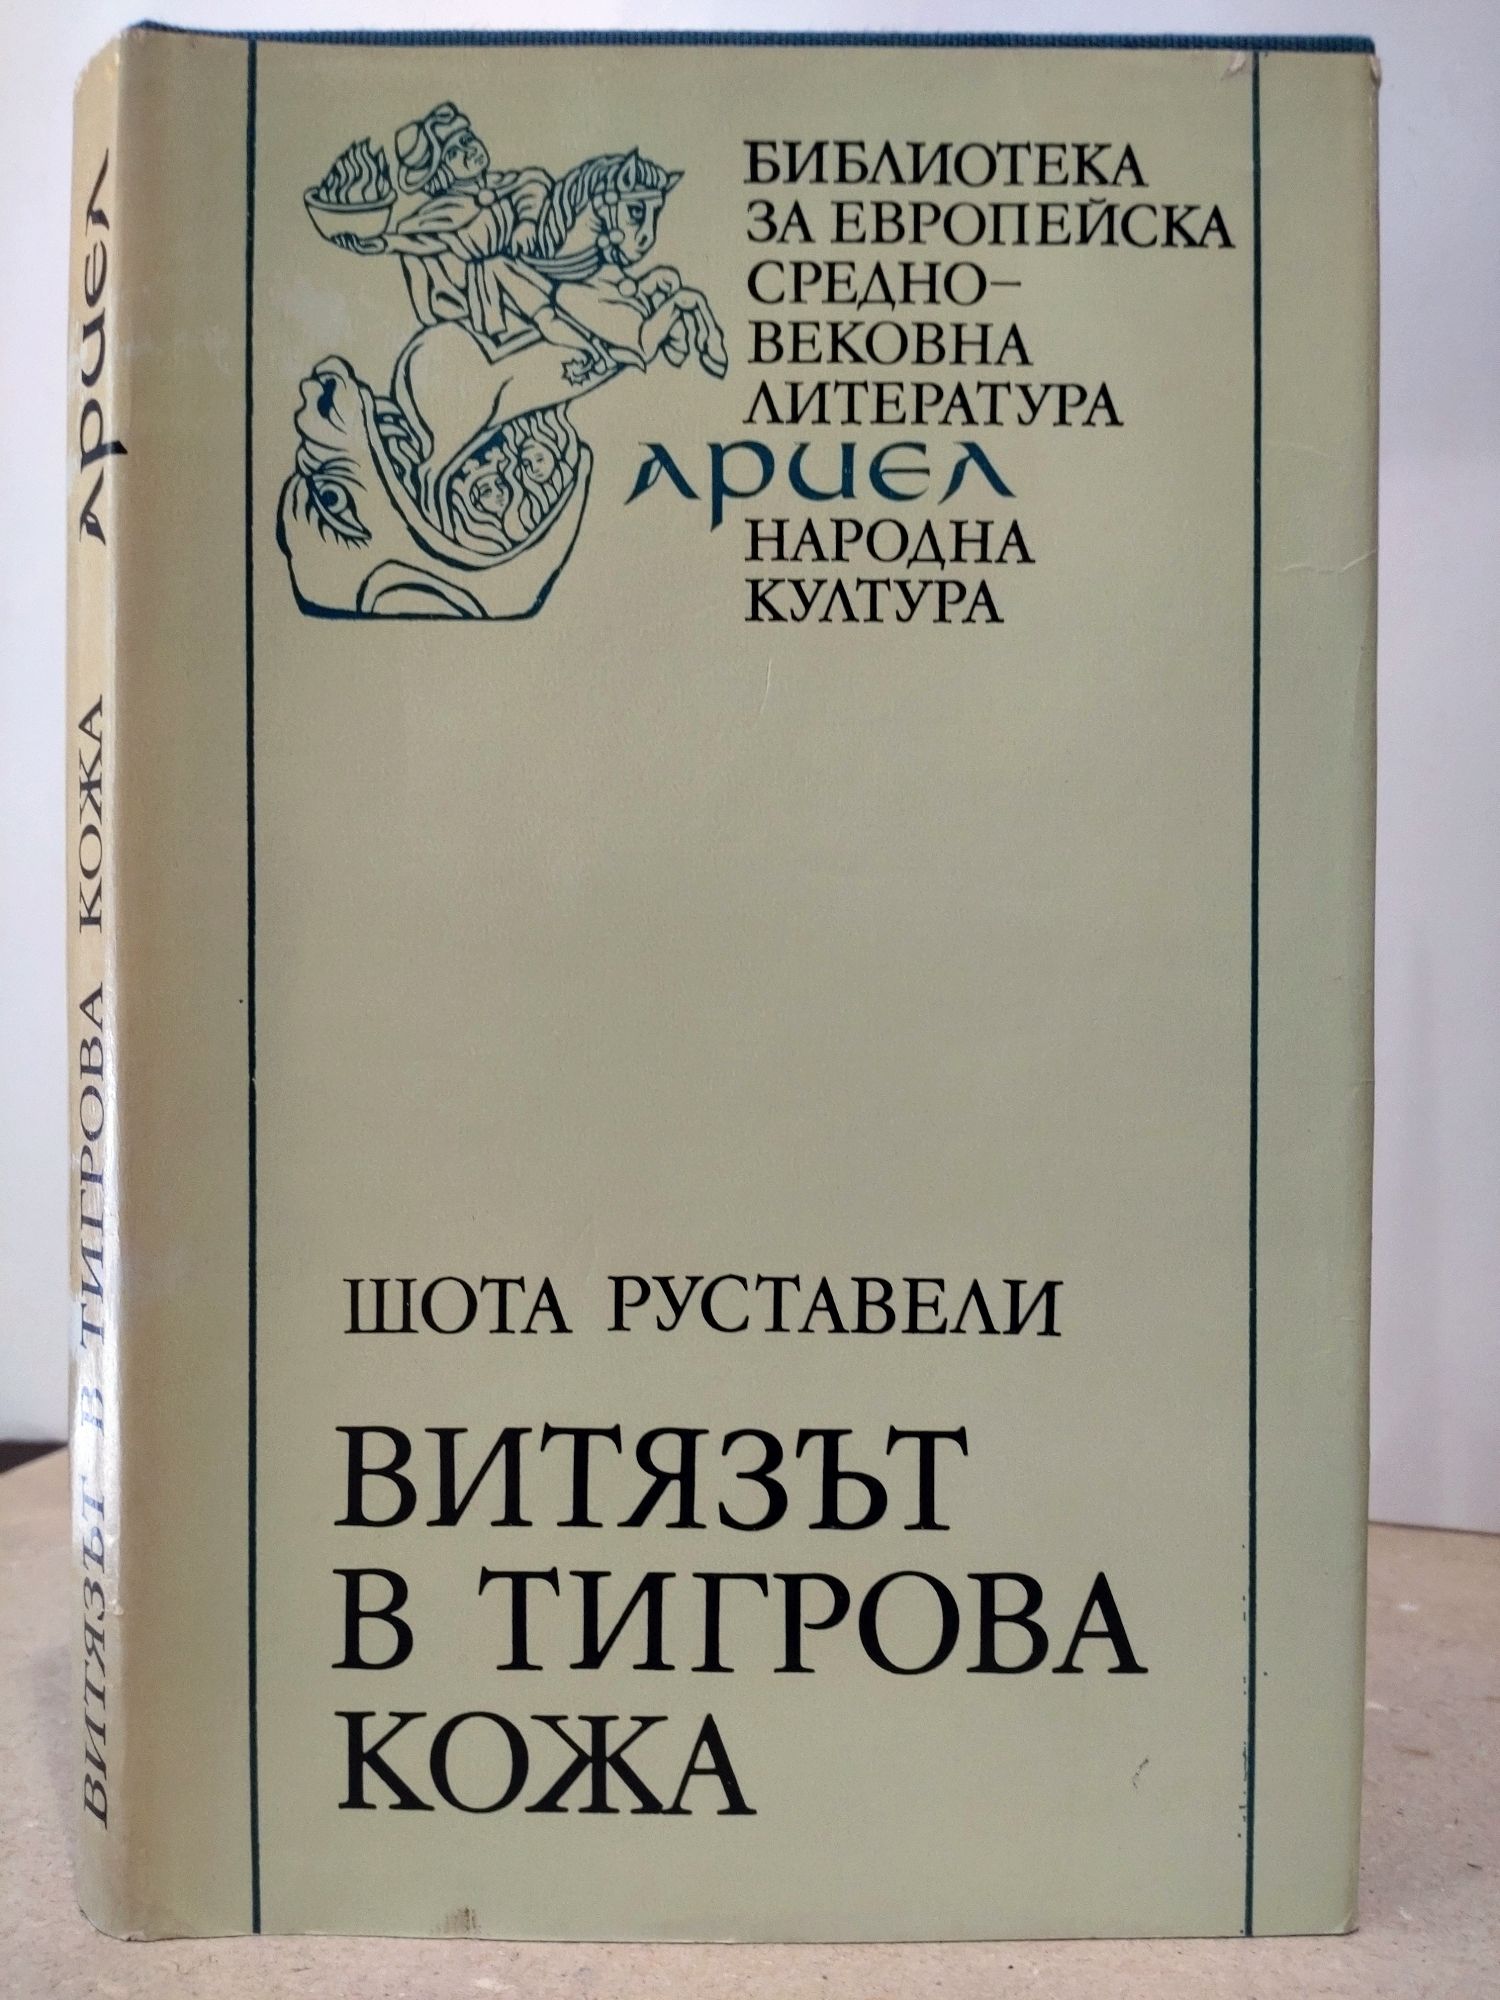 БИБЛИОТЕКА
ЗА ЕВРОПЕЙСКА
СРЕДНО–
ВЕКОВНА
ЛИТЕРАТУРА
АРИЕЛ
НАРОДНА
КУЛТУРА
ШОТА РУСТАВЕЛИ
ВИТЯЗЪТ
В ТИГРОВА
КОЖА
ВИТЯЗЪТ В ТИГРОВА КОЖА АРИЕЛ